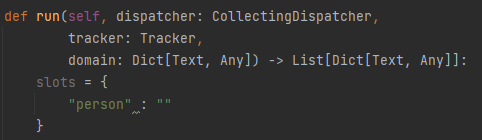 def run(self, dispatcher: CollectingDispatcher,
        tracker: Tracker,
        domain: Dict[Text, Any]) -> List[Dict[Text, Any]]:
    slots = {
        "person" : ""
    }